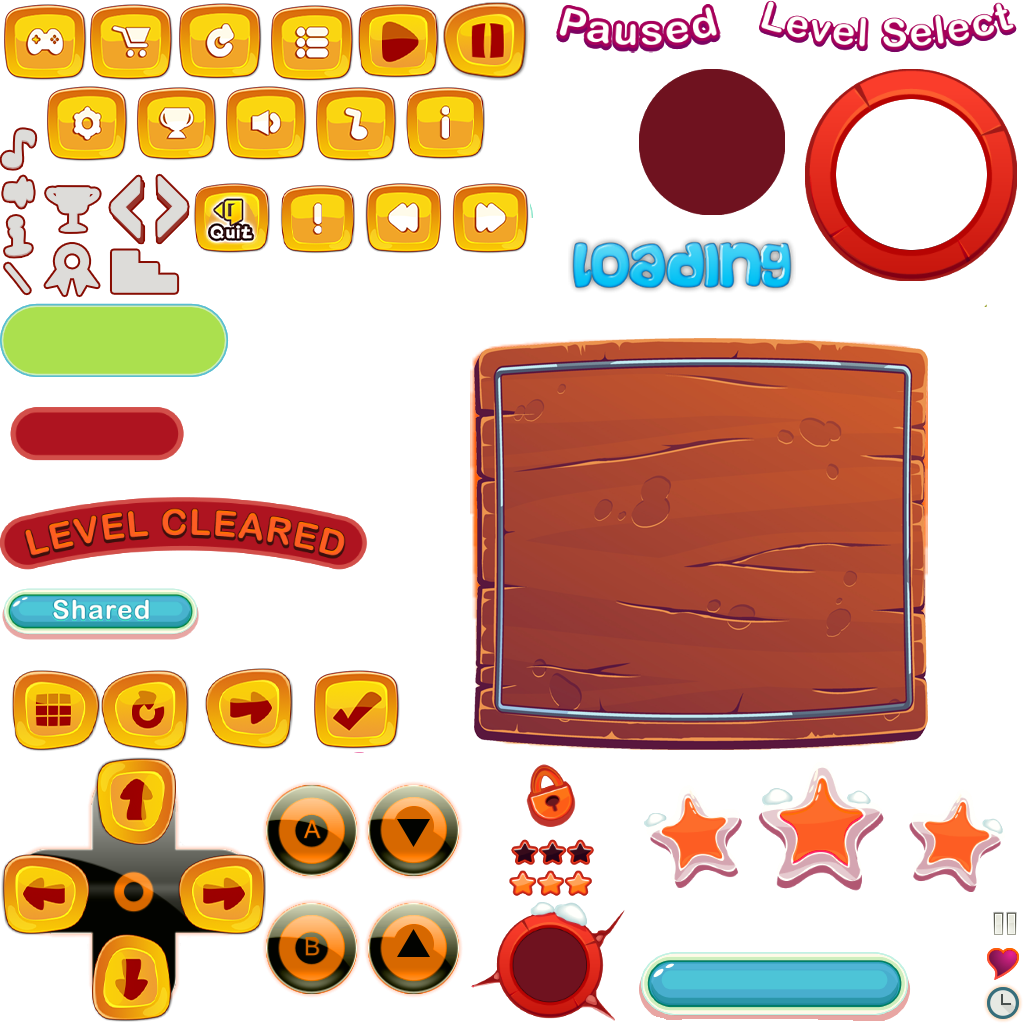 Paused
Level Select
Quit
loading
LEVEL CLEARED
Shared
A
B